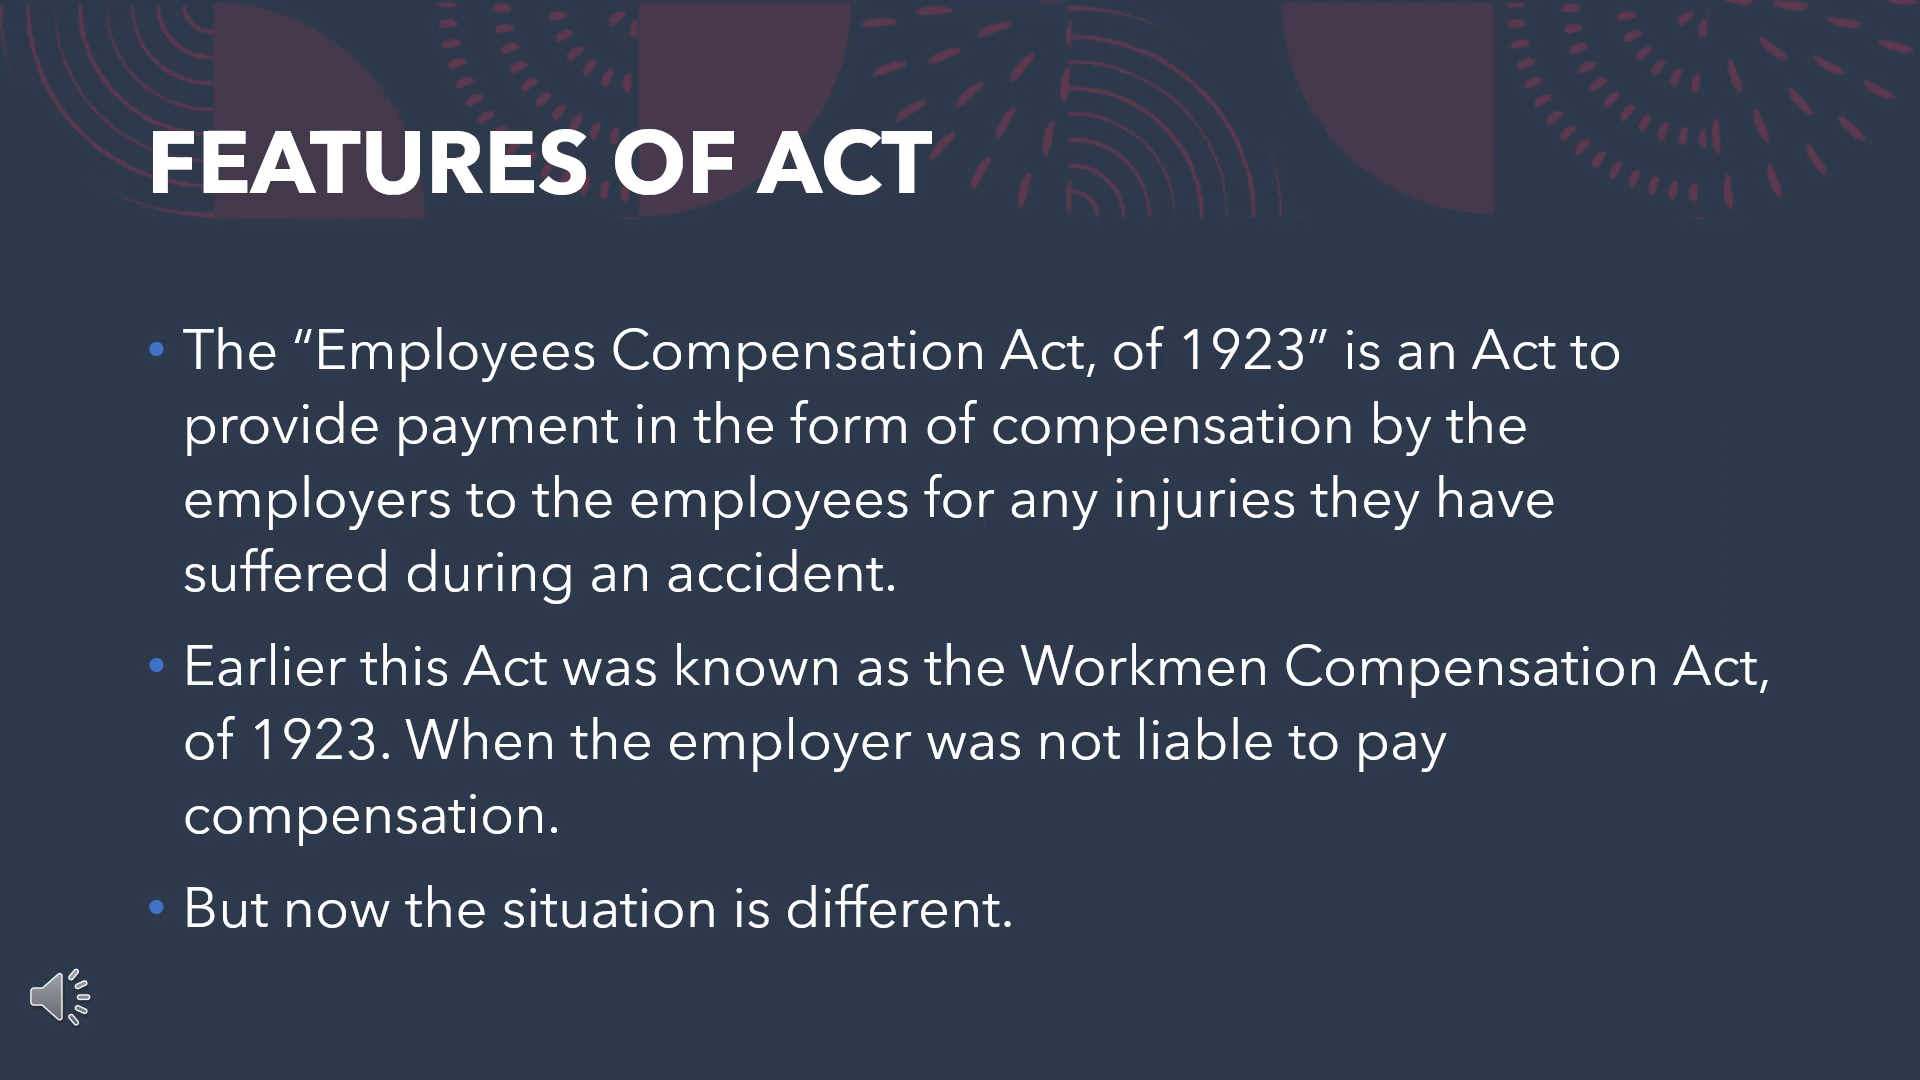 FEATURES OF ACT
• The “Employees Compensation Act, of 1923” is an Act to
provide payment in the form of compensation by the
employers to the employees for any injuries they have
suffered during an accident.
• Earlier this Act was known as the Workmen Compensation Act,
of 1923. When the employer was not liable to pay
compensation.
• But now the situation is different.